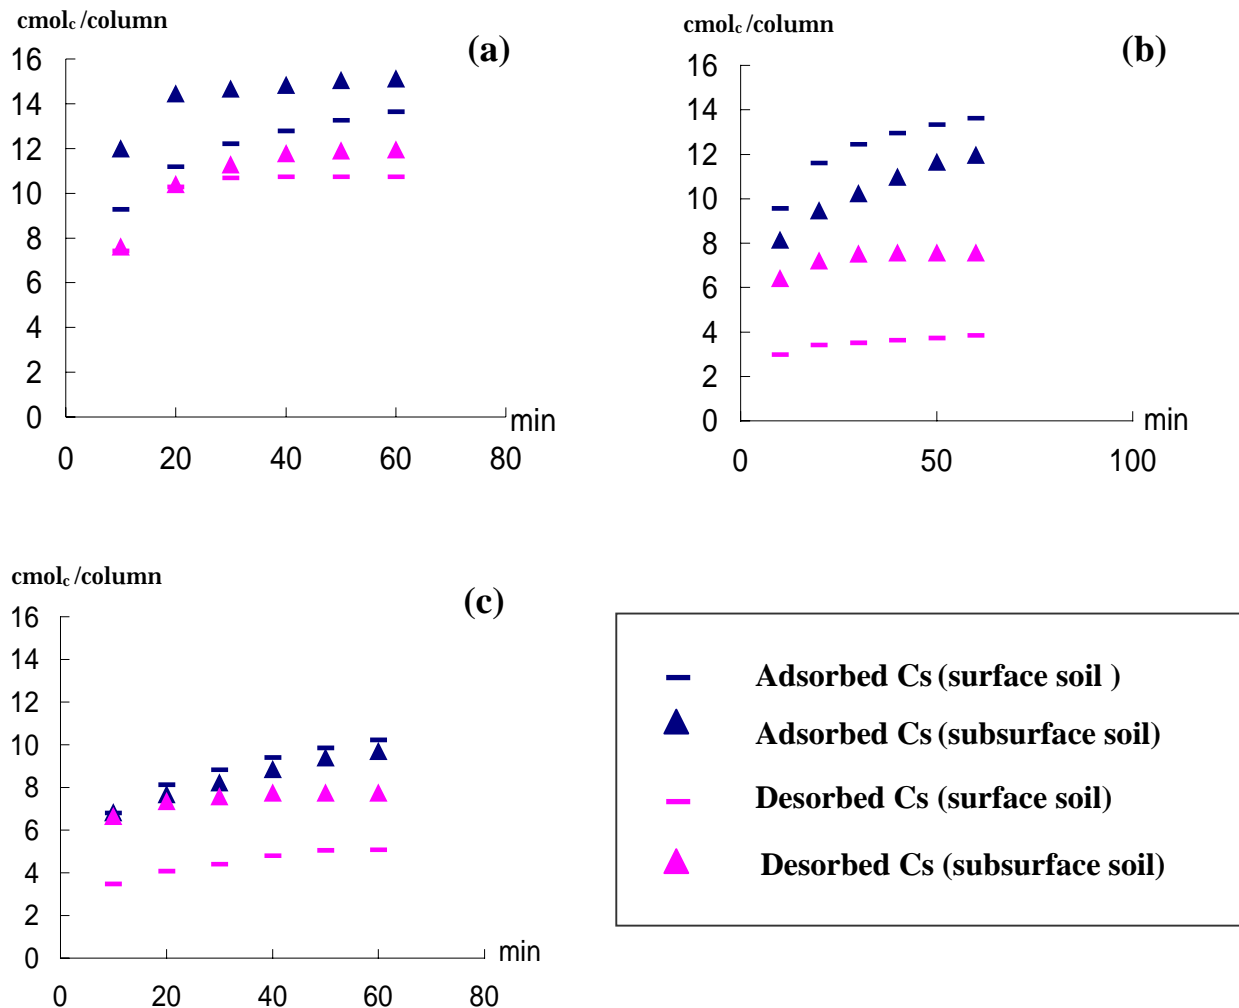 cmolc/column
(a)
16
14
12
10
8
6
4
2
0
min
0 20 40 60 80
cmolc/column
(b)
16
14
12
10
8
6
4
2
0
min
0 50 100
cmolc/column
(c)
16
14
12
10
8
6
4
2
0
min
0 20 40 60 80
Adsorbed Cs (surface soil )
Adsorbed Cs (subsurface soil)
Desorbed Cs (surface soil)
Desorbed Cs (subsurface soil)